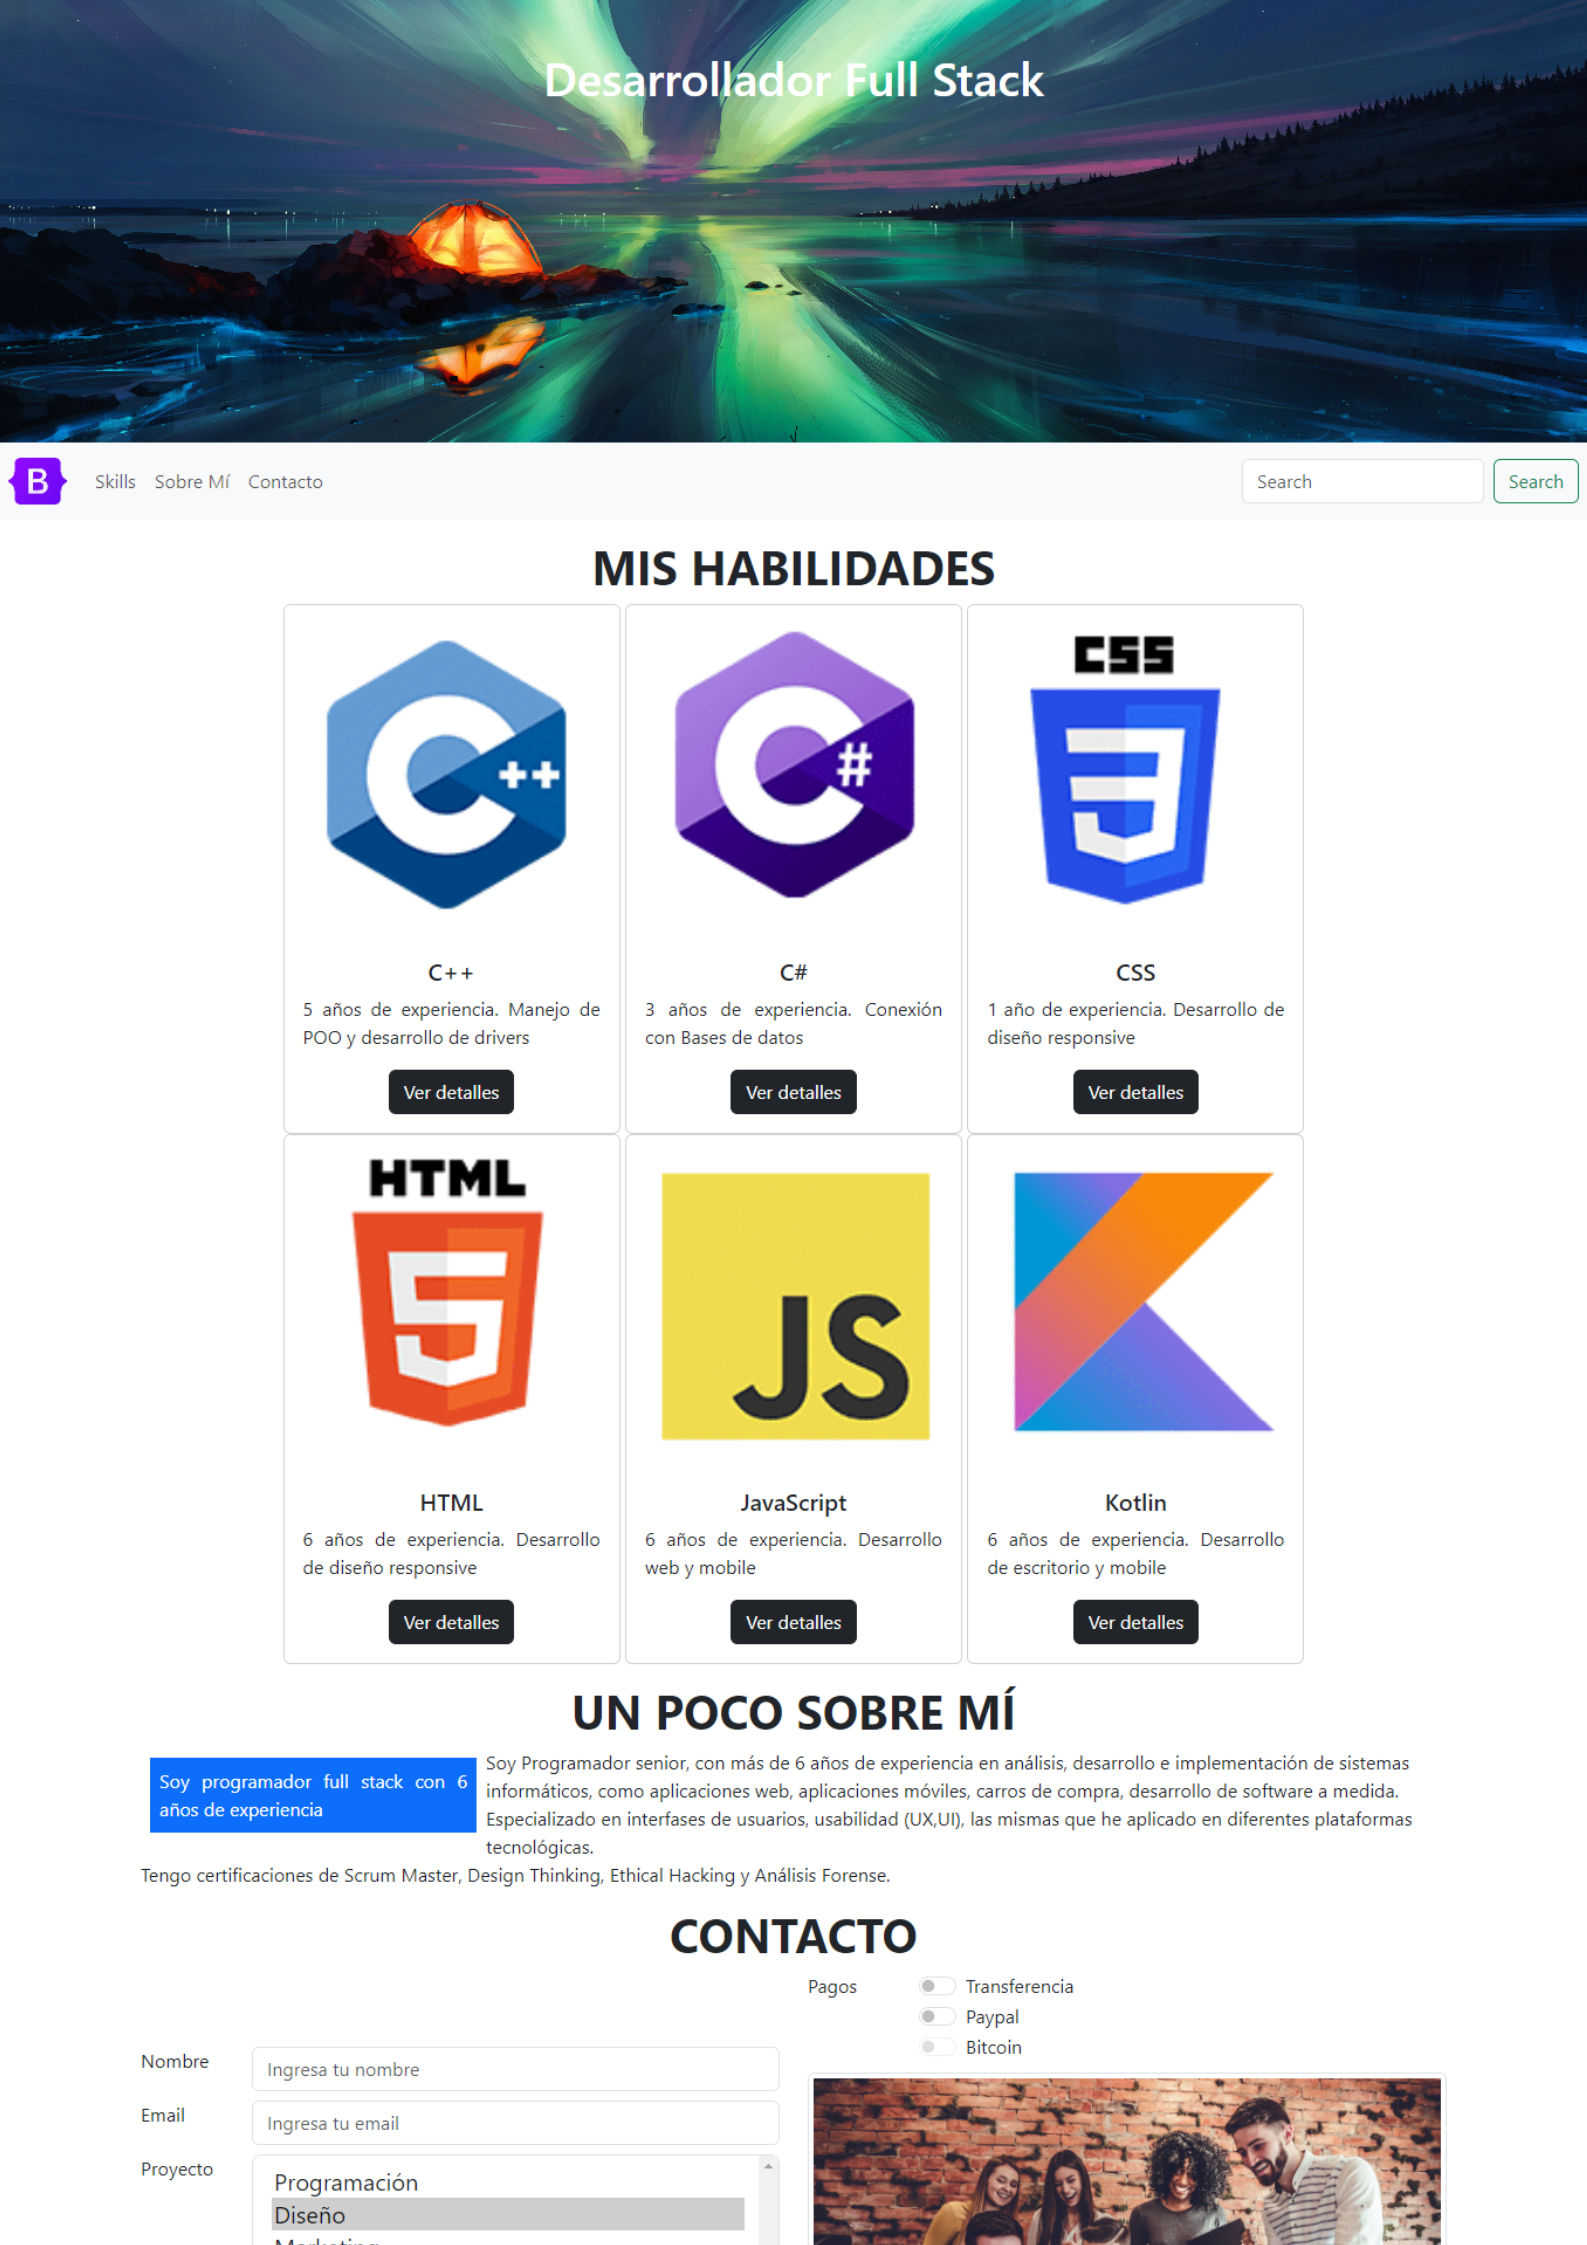 Desarrollador Full Stack
B
Skills
Sobre Mí
Contacto
Search
Search
MIS HABILIDADES
C++
C++
5 años de experiencia. Manejo de
POO y desarrollo de drivers
Ver detalles
C#
C#
3 años de experiencia. Conexión
con Bases de datos
Ver detalles
CSS
3
CSS
1 año de experiencia. Desarrollo de
diseño responsive
Ver detalles
HTML
5
HTML
6 años de experiencia. Desarrollo
de diseño responsive
Ver detalles
JS
JavaScript
6 años de experiencia. Desarrollo
web y mobile
Ver detalles
Kotlin
6 años de experiencia. Desarrollo
de escritorio y mobile
Ver detalles
UN POCO SOBRE MÍ
Soy programador full stack con 6
años de experiencia
Soy Programador senior, con más de 6 años de experiencia en análisis, desarrollo e implementación de sistemas
informáticos, como aplicaciones web, aplicaciones móviles, carros de compra, desarrollo de software a medida.
Especializado en interfases de usuarios, usabilidad (UX,UI), las mismas que he aplicado en diferentes plataformas
tecnológicas.
Tengo certificaciones de Scrum Master, Design Thinking, Ethical Hacking y Análisis Forense.
CONTACTO
Nombre
Ingresa tu nombre
Email
Ingresa tu email
Proyecto
Programación
Diseño
Marketing
Pagos
Transferencia
Paypal
Bitcoin